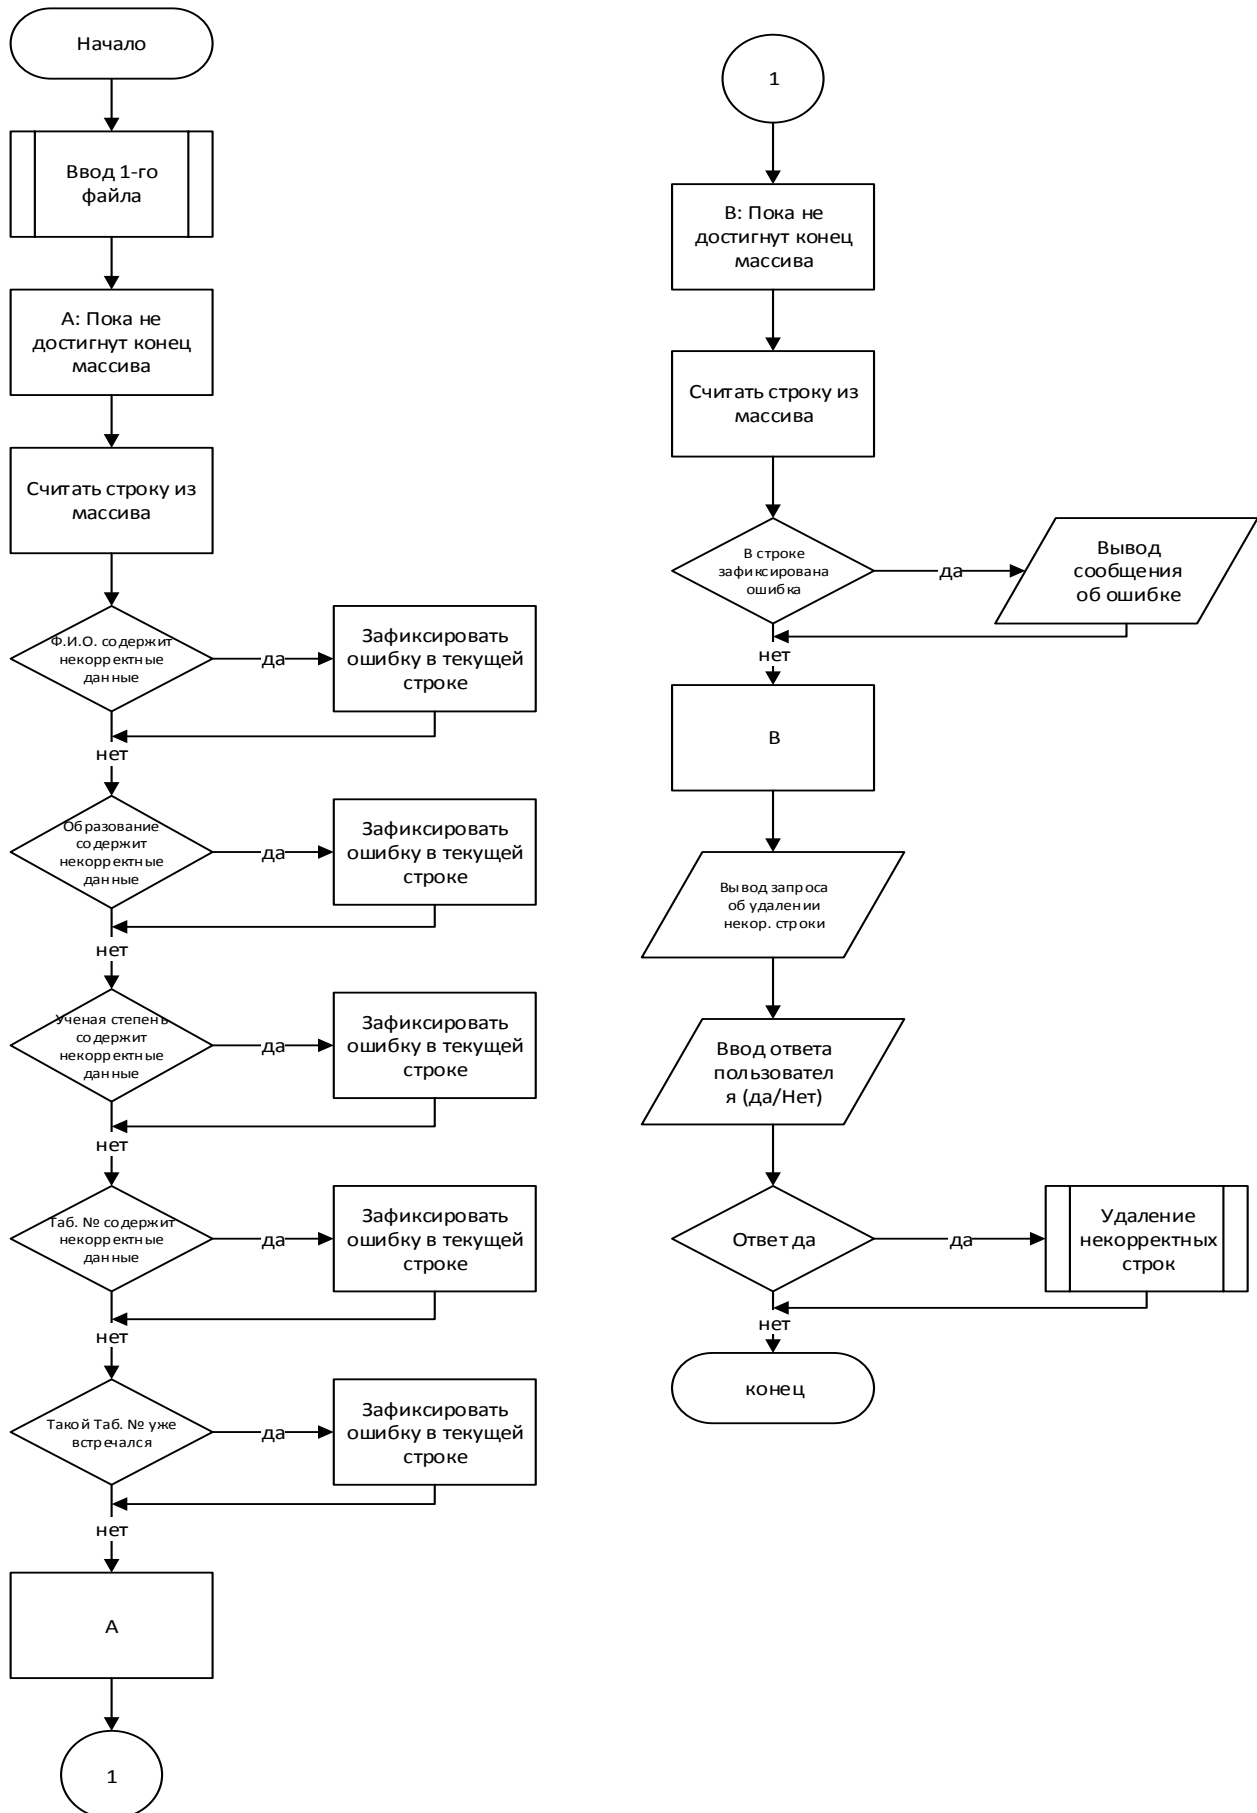 Начало
Ввод 1-го
файла
А: Пока не
достигнут конец
массива
Считать строку из
массива
Ф.И.О. содержит
некорректные
данные
да
Зафиксировать
ошибку в текущей
строке
нет
Образование
содержит
некорректные
данные
да
Зафиксировать
ошибку в текущей
строке
нет
Ученая степень
содержит
некорректные
данные
да
Зафиксировать
ошибку в текущей
строке
нет
Таб. № содержит
некорректные
данные
да
Зафиксировать
ошибку в текущей
строке
нет
Такой Таб. № уже
встречался
да
Зафиксировать
ошибку в текущей
строке
нет
А
1
1
В: Пока не
достигнут конец
массива
Считать строку из
массива
В строке
зафиксирована
ошибка
да
Вывод
сообщения
об ошибке
нет
В
Вывод запроса
об удалении
некор. строки
Ввод ответа
пользовател
я (да/Нет)
Ответ да
да
Удаление
некорректных
строк
нет
конец